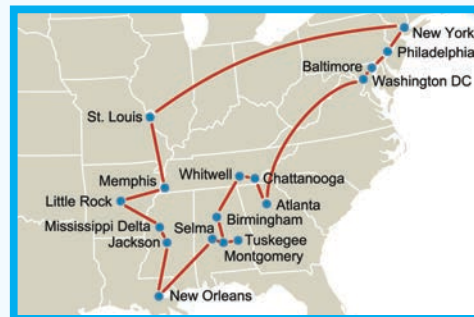 New York
Philadelphia
Baltimore
Washington DC
St. Louis
Whitwell
Chattanooga
Memphis
Little Rock
Atlanta
Birmingham
Mississippi Delta
Selma
Jackson
Tuskegee
Montgomery
New Orleans